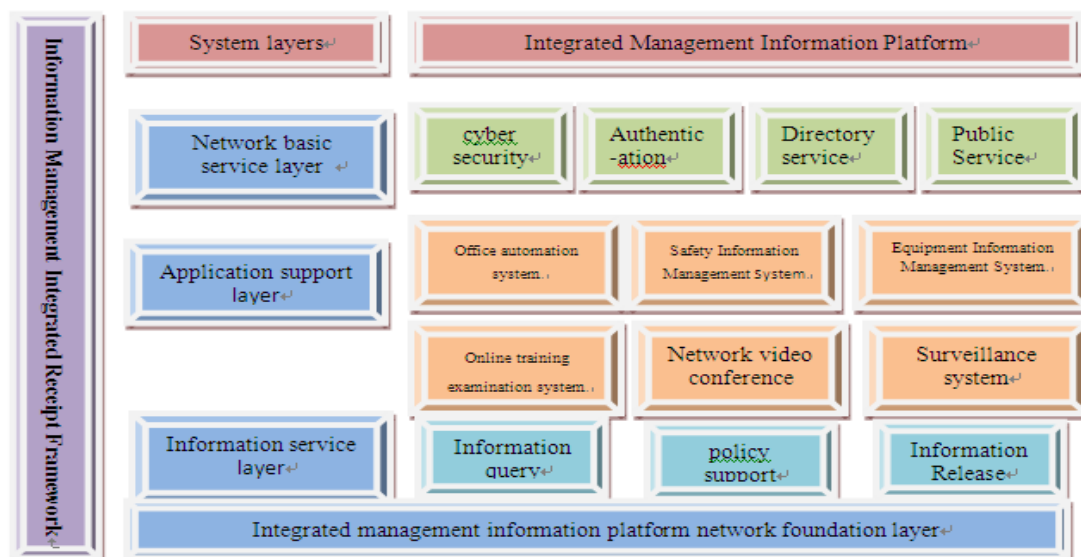 Information Management Integrated Receipt Framework
System layers
Integrated Management Information Platform
Network basic
service layer
cyber
security
Authentic
-ation
Directory
service
Public
Service
Application support
layer
Office automation
system.
Safety Information
Management System.
Equipment Information
Management System.
Online training
examination system.
Network video
conference
Surveillance
system
Information service
layer
Information
query
policy
support
Information
Release
Integrated management information platform network foundation layer